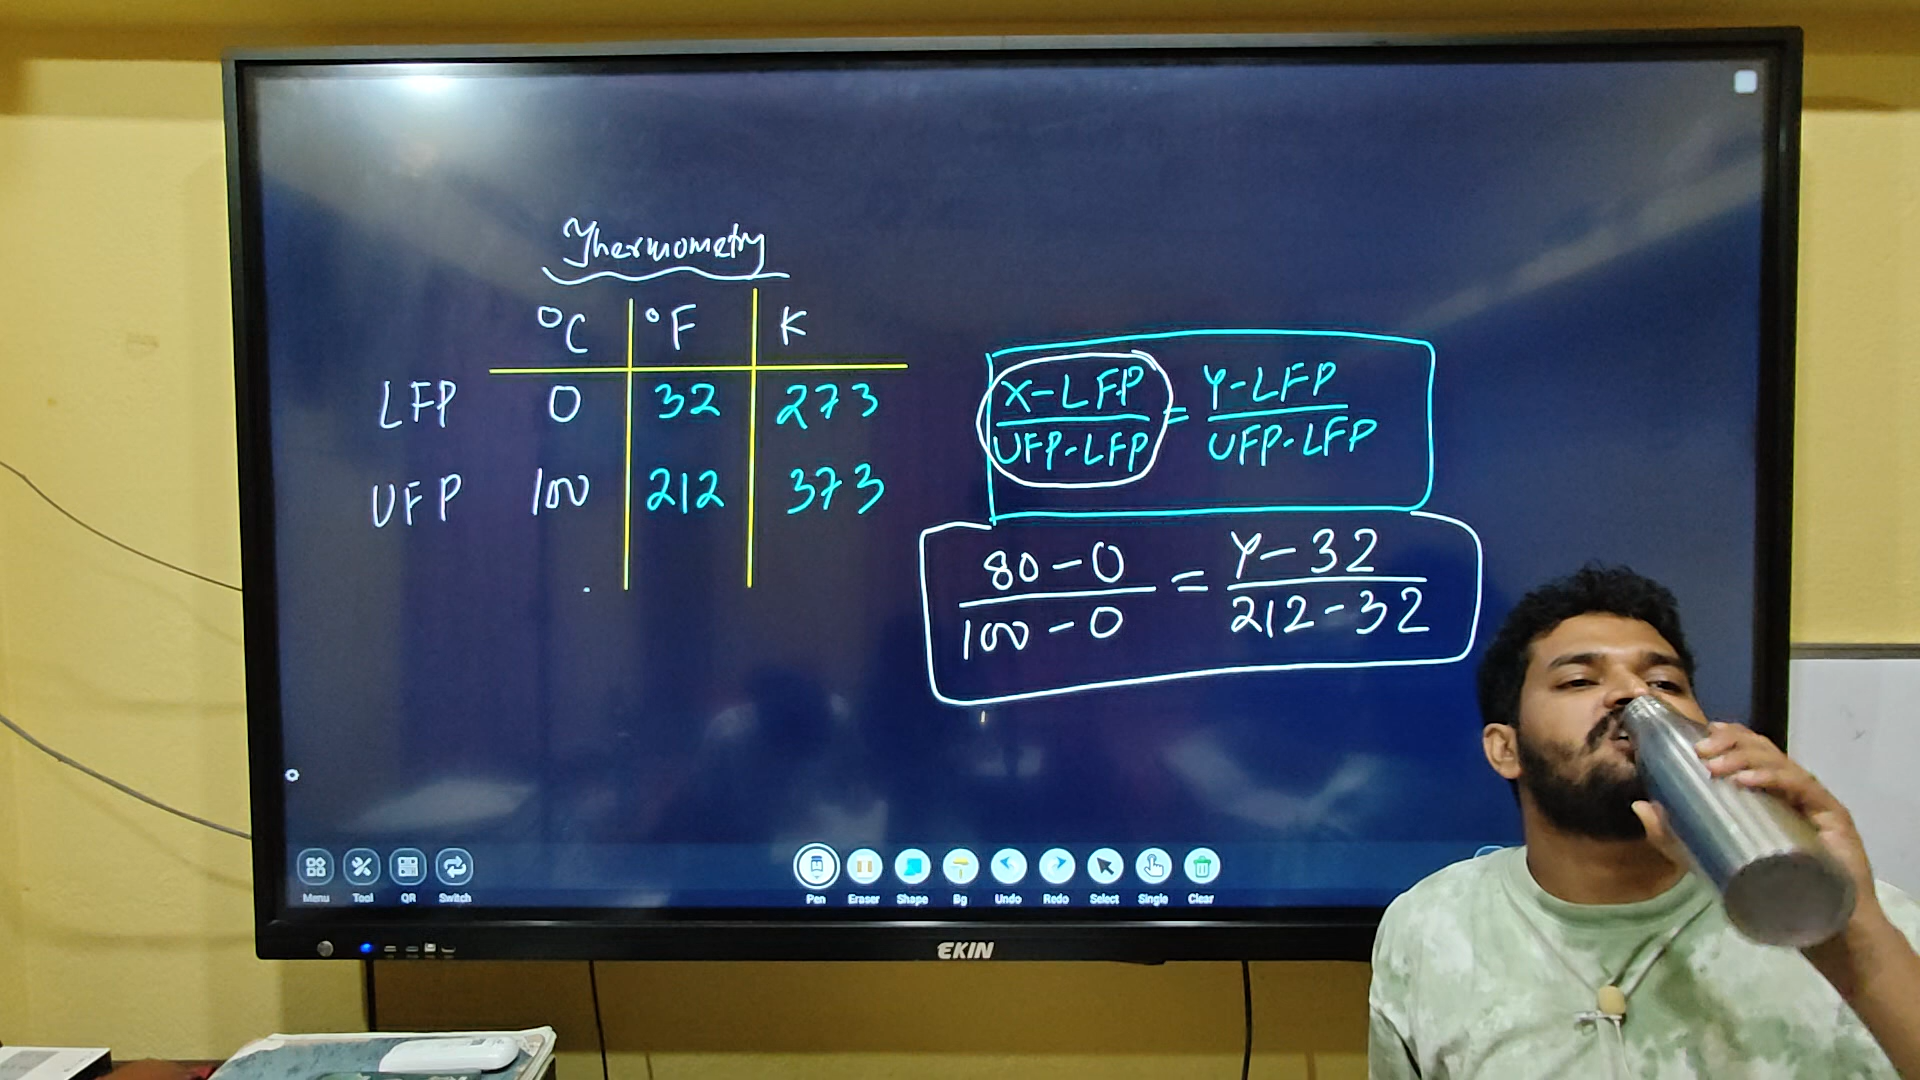 Thermometry
°C °F K
LFP 0 32 273
UFP 100 212 373
X-LFP = Y-LFP
UFP-LFP UFP-LFP
80-0 = Y-32
100-0 212-32
Menu Tool QR Switch Pen Eraser Shape Bg Undo Redo Select Single Clear
EKIN